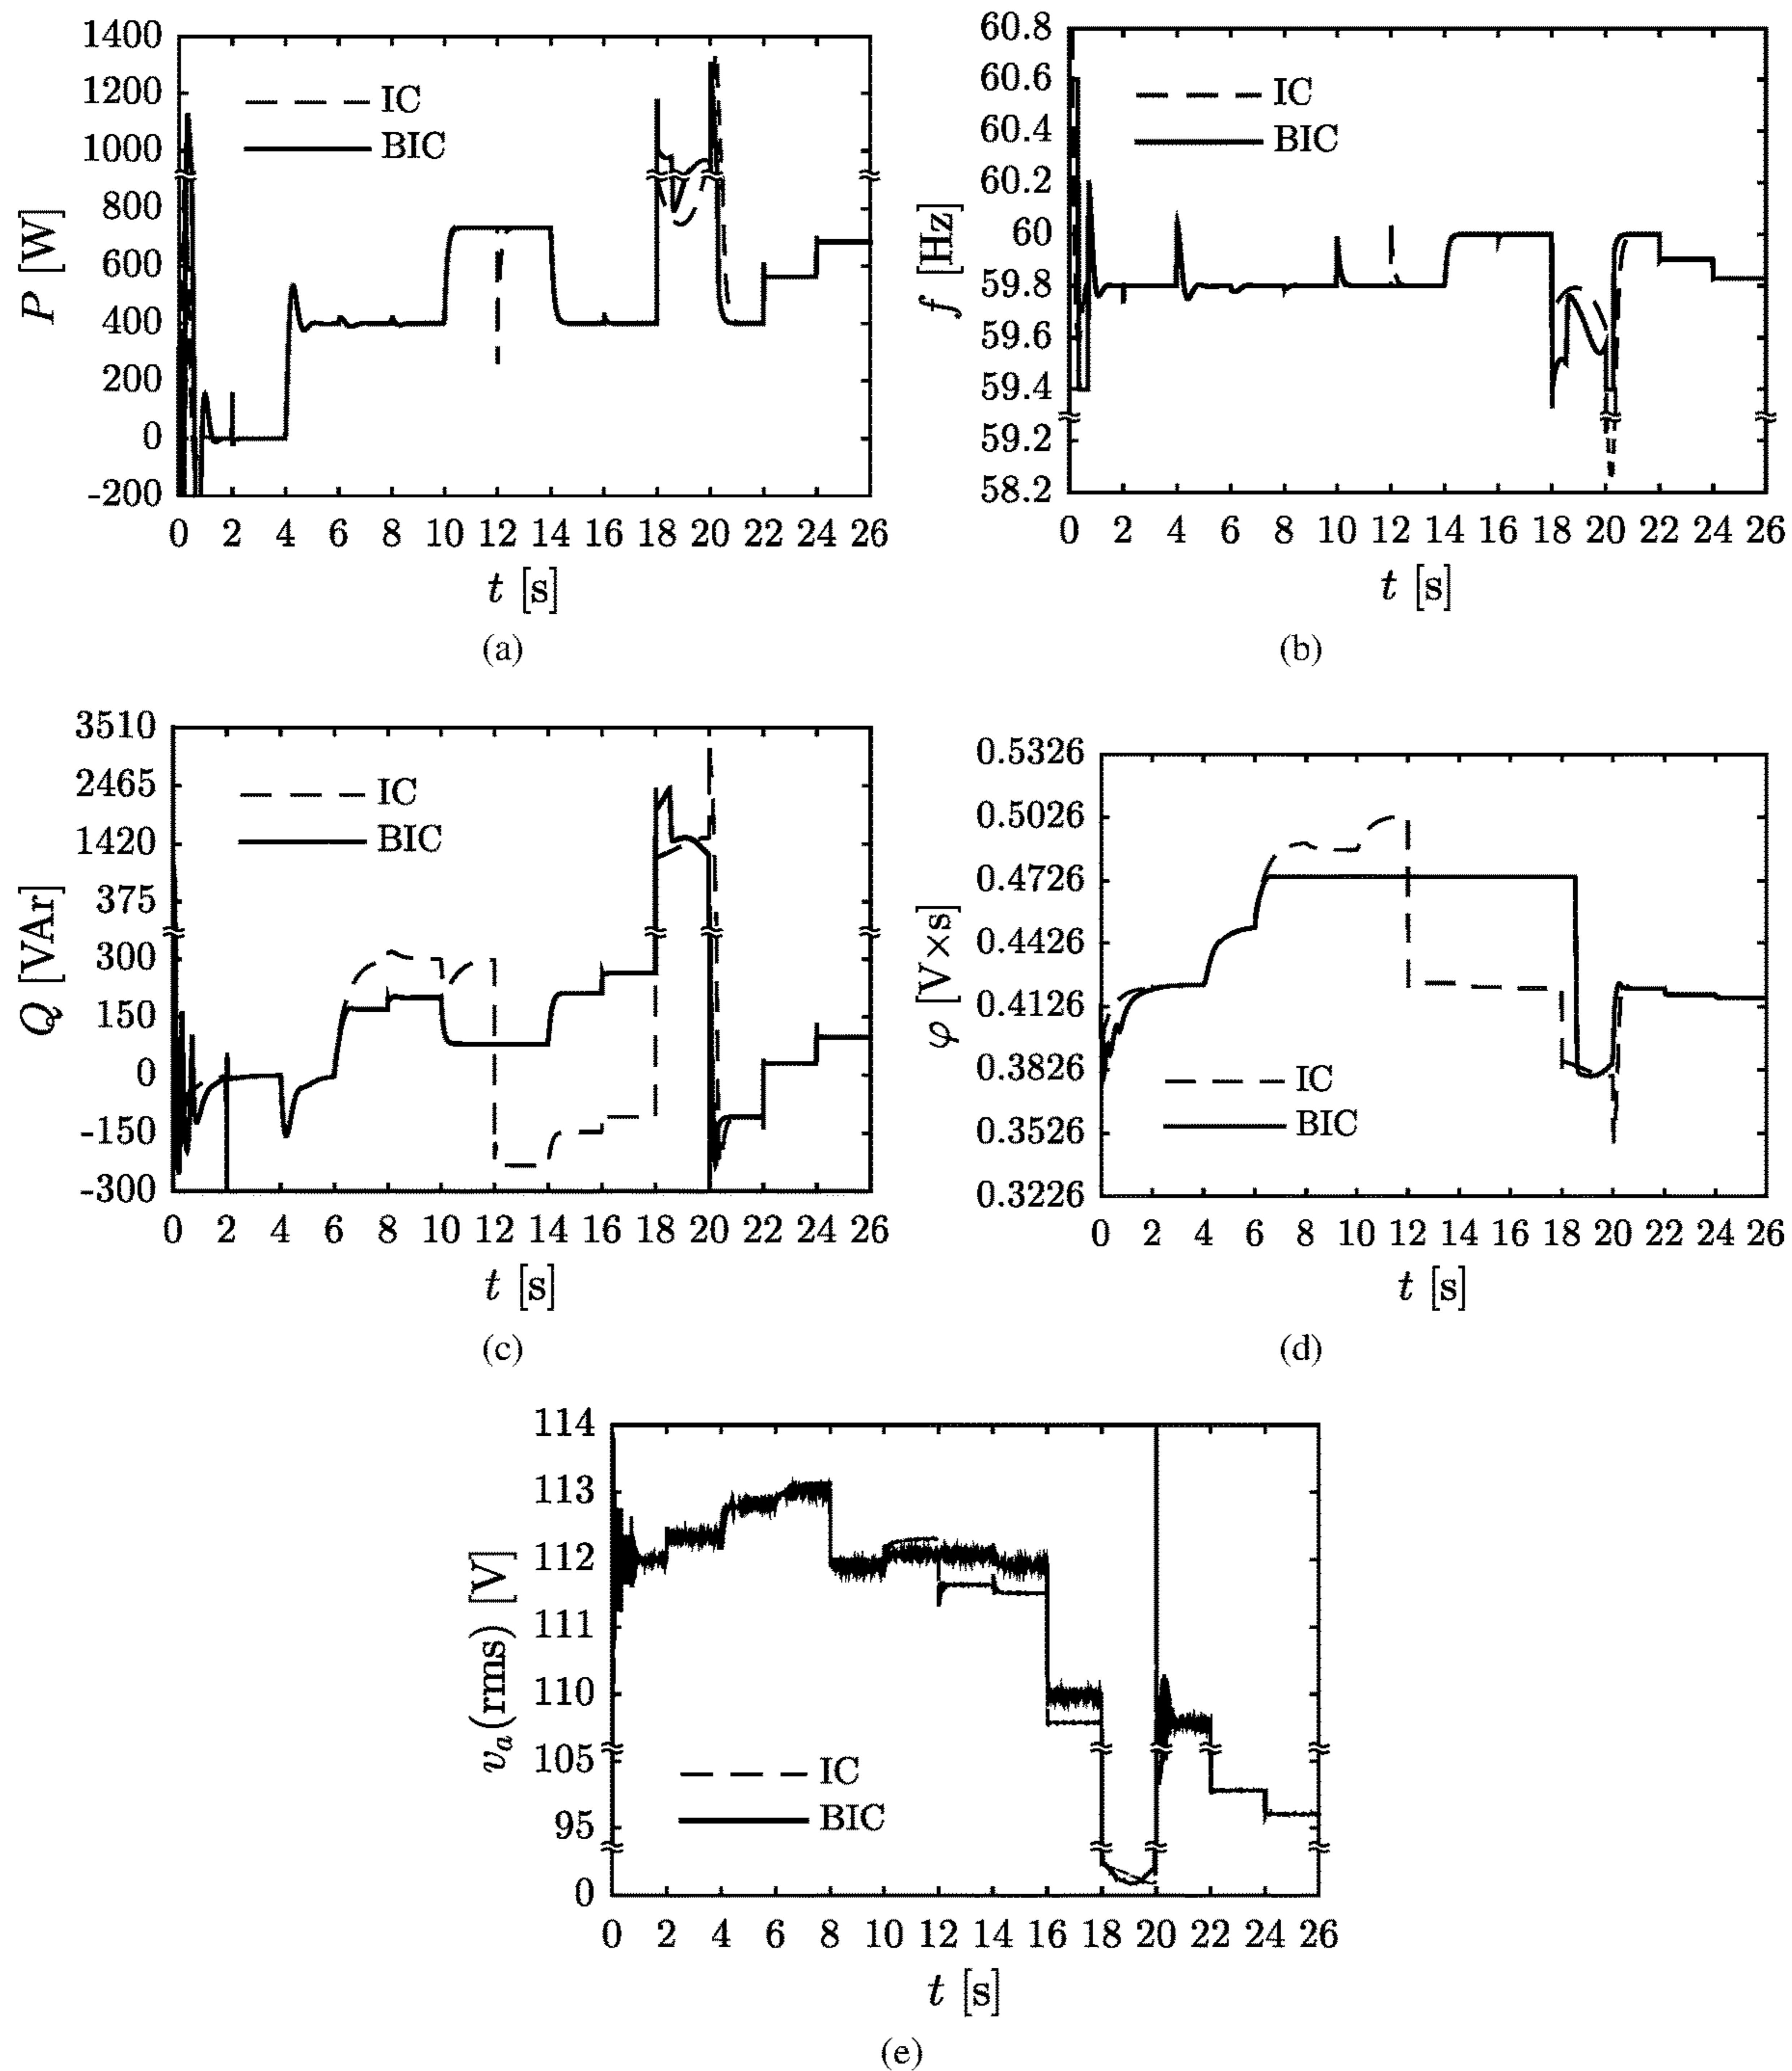 1400
1200
1000
800
600
400
200
0
-200
P [W]
IC
BIC
0 2 4 6 8 10 12 14 16 18 20 22 24 26
t [s]
(a)
60.8
60.6
60.4
60.2
60
59.8
59.6
59.4
59.2
58.2
f [Hz]
IC
BIC
0 2 4 6 8 10 12 14 16 18 20 22 24 26
t [s]
(b)
3510
2465
1420
375
300
150
0
-150
-300
Q [VAr]
IC
BIC
0 2 4 6 8 10 12 14 16 18 20 22 24 26
t [s]
(c)
0.5326
0.5026
0.4726
0.4426
0.4126
0.3826
0.3526
0.3226
φ [V×s]
IC
BIC
0 2 4 6 8 10 12 14 16 18 20 22 24 26
t [s]
(d)
114
113
112
111
110
105
95
0
va(rms) [V]
IC
BIC
0 2 4 6 8 10 12 14 16 18 20 22 24 26
t [s]
(e)